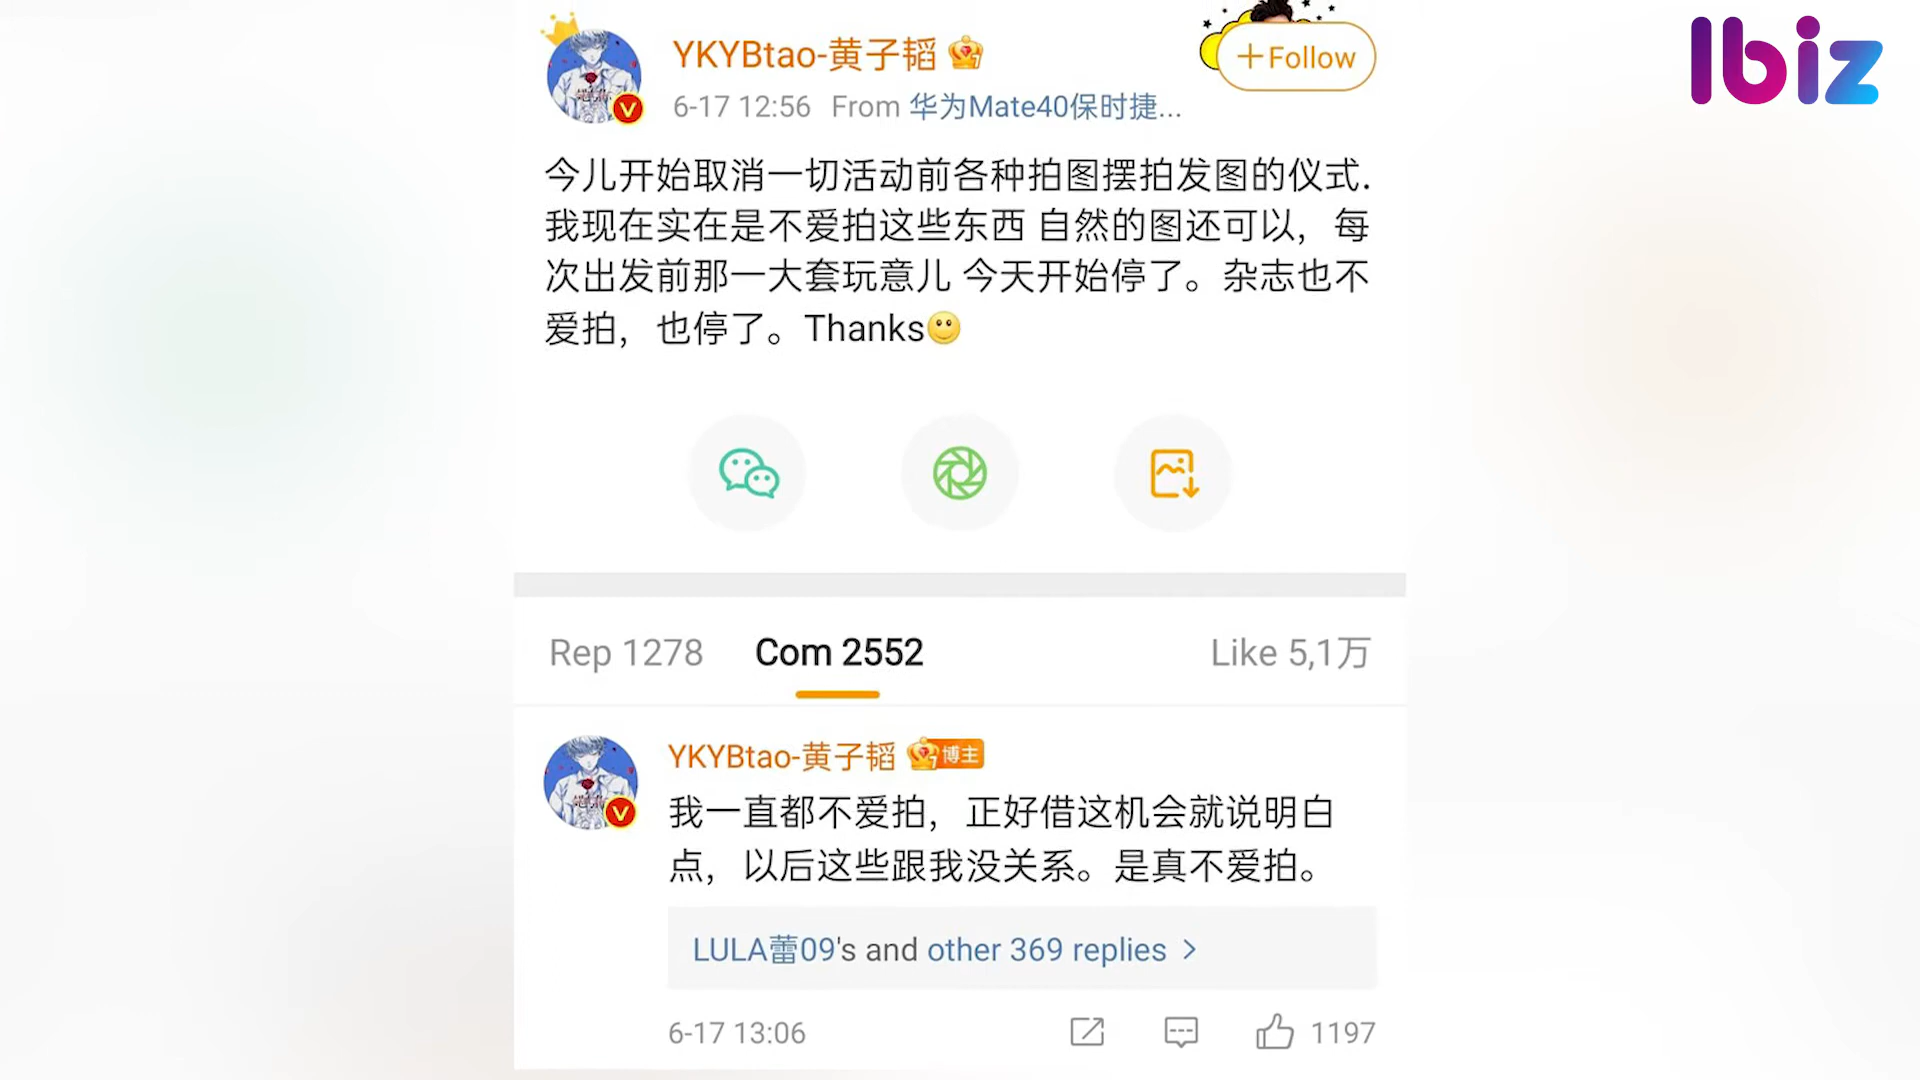 YKYBtao-黄子韬
+Follow
lbiz
6-17 12:56 From 华为Mate40保时捷...
今儿开始取消一切活动前各种拍图摆拍发图的仪式.
我现在实在是不爱拍这些东西 自然的图还可以，每
次出发前那一大套玩意儿 今天开始停了。杂志也不
爱拍，也停了。Thanks
Rep 1278 Com 2552 Like 5,1万
YKYBtao-黄子韬 博主
我一直都不爱拍，正好借这机会就说明白
点，以后这些跟我没关系。是真不爱拍。
LULA蕾09's and other 369 replies >
6-17 13:06 1197